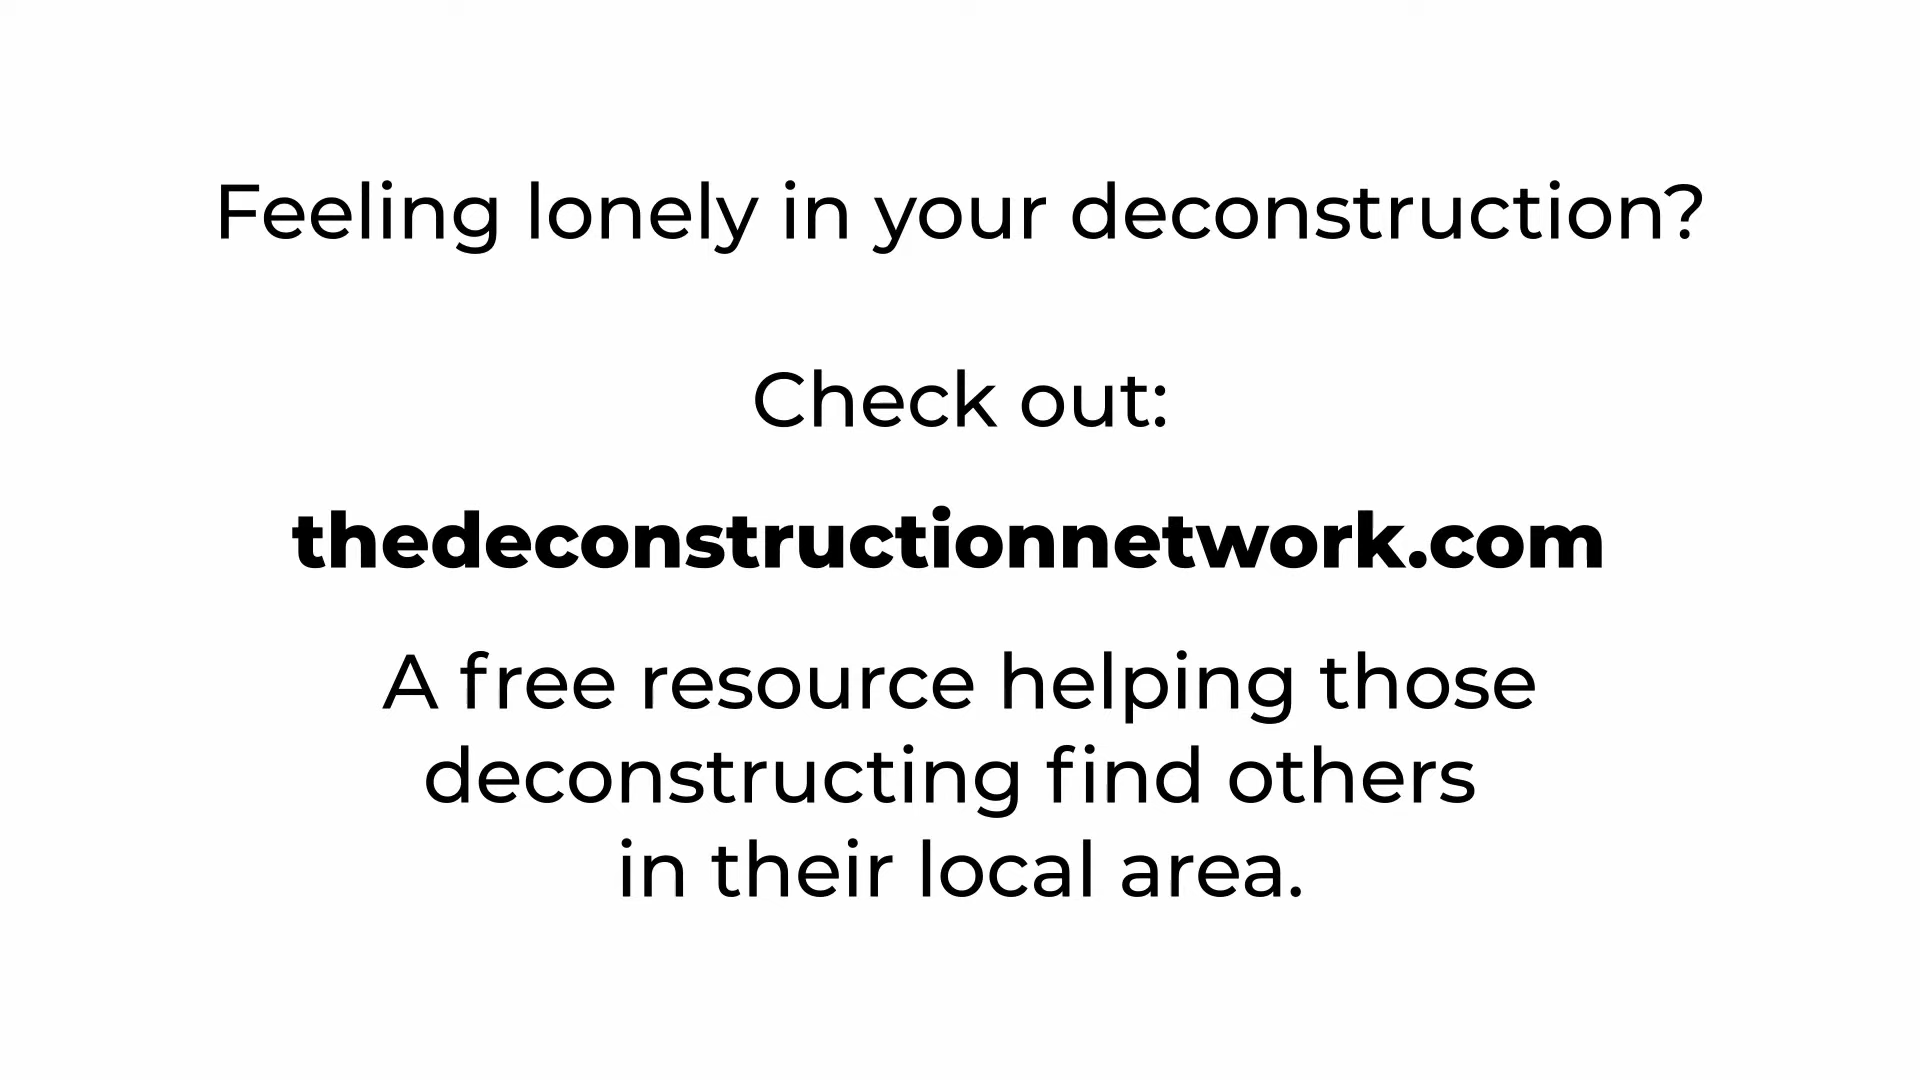 Feeling lonely in your deconstruction?
Check out:
thedeconstructionnetwork.com
A free resource helping those
deconstructing find others
in their local area.